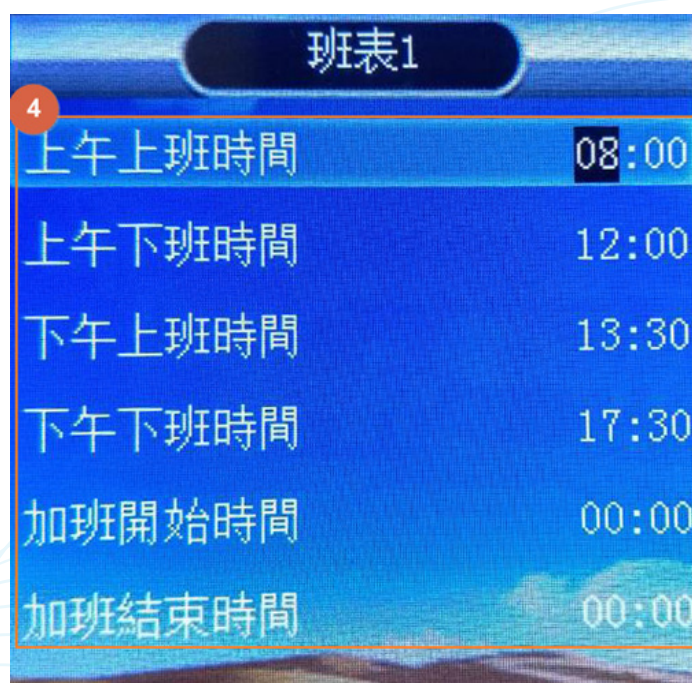 班表1
4
上午上班時間 08:00
上午下班時間 12:00
下午上班時間 13:30
下午下班時間 17:30
加班開始時間 00:00
加班結束時間 00:00